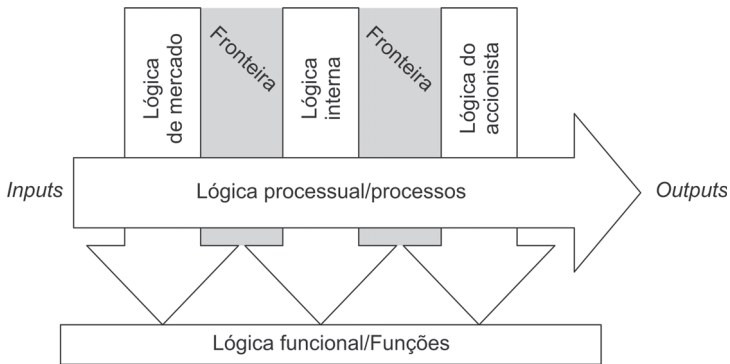 Lógica
de mercado
Fronteira
Lógica
interna
Fronteira
Lógica do
accionista
Inputs
Lógica processual/processos
Outputs
Lógica funcional/Funções